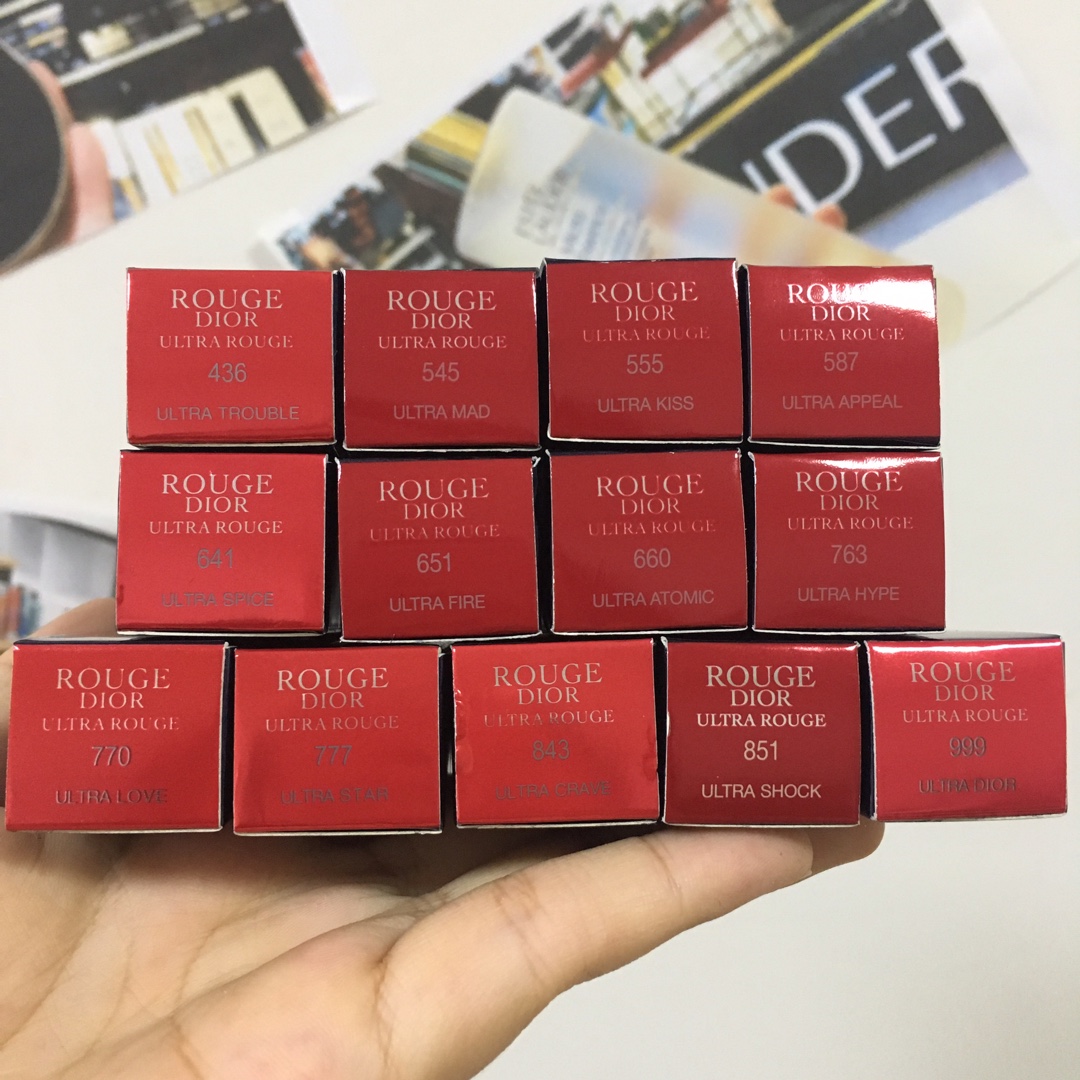 NDER
ESTEE
LAUDER
ROUGE
DIOR
ULTRA ROUGE
436
ULTRA TROUBLE
ROUGE
DIOR
ULTRA ROUGE
545
ULTRA MAD
ROUGE
DIOR
ULTRA ROUGE
555
ULTRA KISS
ROUGE
DIOR
ULTRA ROUGE
587
ULTRA APPEAL
ROUGE
DIOR
ULTRA ROUGE
641
ULTRA SPICE
ROUGE
DIOR
ULTRA ROUGE
651
ULTRA FIRE
ROUGE
DIOR
ULTRA ROUGE
660
ULTRA ATOMIC
ROUGE
DIOR
ULTRA ROUGE
763
ULTRA HYPE
ROUGE
DIOR
ULTRA ROUGE
770
ULTRA LOVE
ROUGE
DIOR
ULTRA ROUGE
777
ULTRA STAR
ROUGE
DIOR
ULTRA ROUGE
843
ULTRA CRAVE
ROUGE
DIOR
ULTRA ROUGE
851
ULTRA SHOCK
ROUGE
DIOR
ULTRA ROUGE
999
ULTRA DIOR